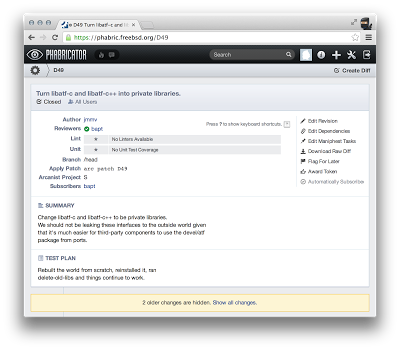 D49 Turn libatf-c and lib
https://phabric.freebsd.org/D49
PHABRICATOR
Search
D49
Create Diff
Turn libatf-c and libatf-c++ into private libraries.
Closed All Users
Author jmmv
Reviewers bapt
Lint No Linters Available
Unit No Unit Test Coverage
Branch /head
Apply Patch arc patch D49
Arcanist Project S
Subscribers bapt
Press ? to show keyboard shortcuts.
Edit Revision
Edit Dependencies
Edit Maniphest Tasks
Download Raw Diff
Flag For Later
Award Token
Automatically Subscribed
SUMMARY
Change libatf-c and libatf-c++ to be private libraries.
We should not be leaking these interfaces to the outside world given
that it's much easier for third-party components to use the devel/atf
package from ports.
TEST PLAN
Rebuilt the world from scratch, reinstalled it, ran
delete-old-libs and things continue to work.
2 older changes are hidden. Show all changes.